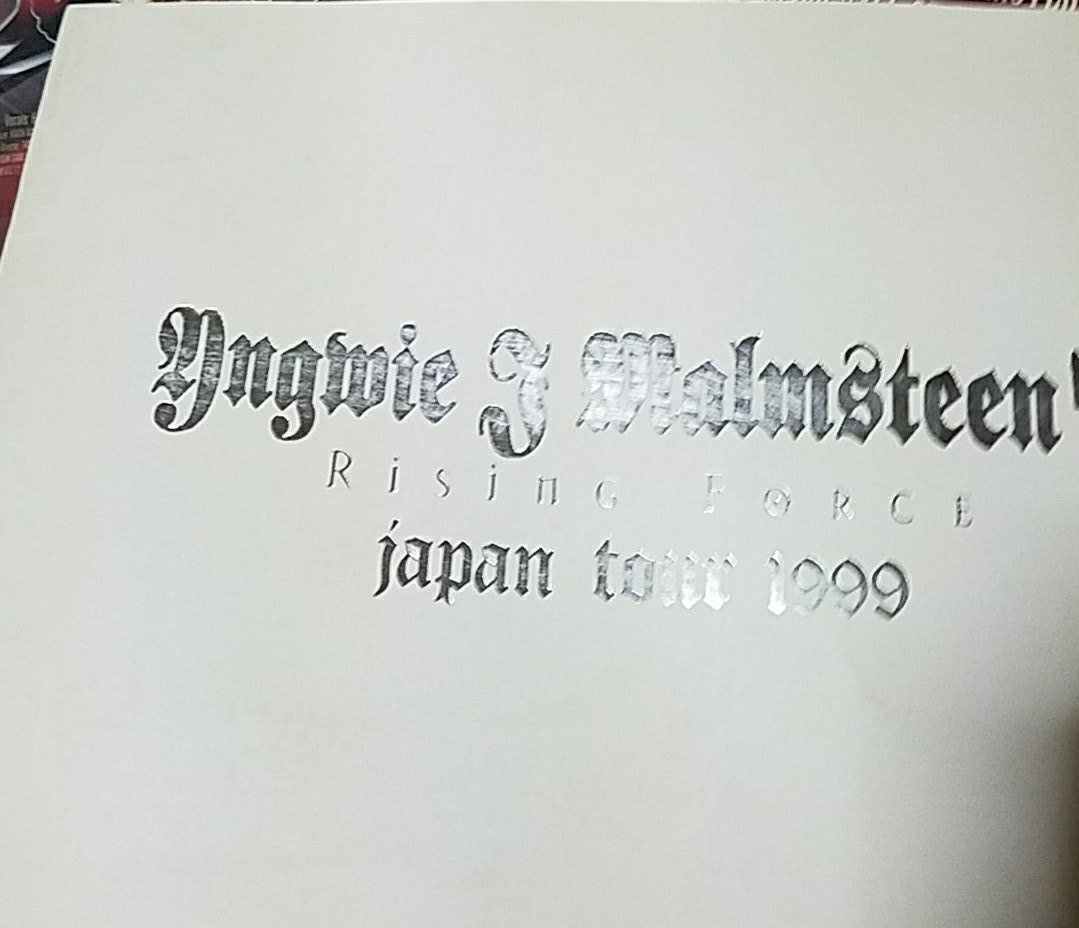 Yngwie J Malmsteen'
RisinG FORCE
japan tour 1999